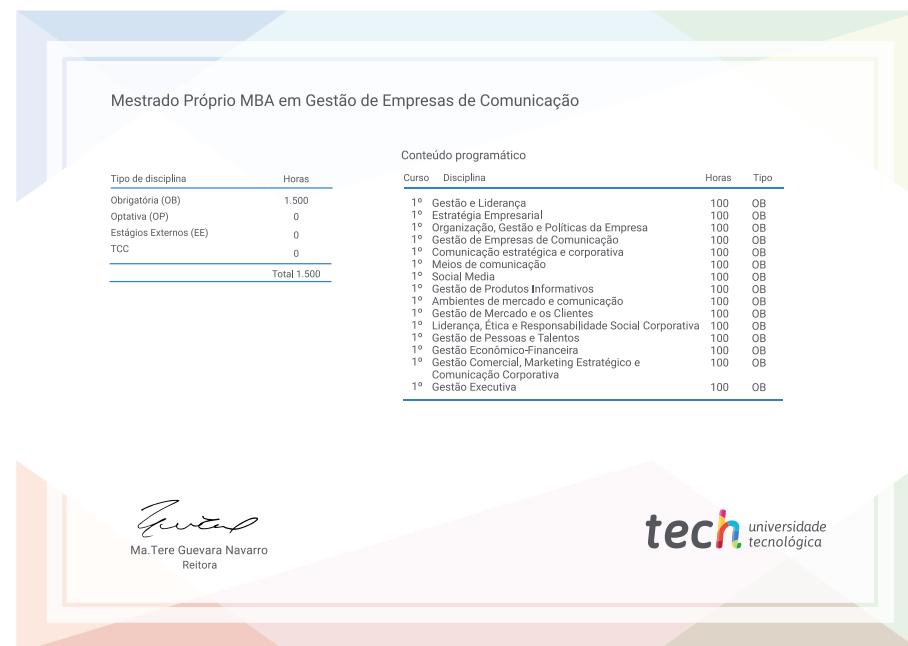 Mestrado Próprio MBA em Gestão de Empresas de Comunicação
Tipo de disciplina Horas
Obrigatória (OB) 1.500
Optativa (OP) 0
Estágios Externos (EE) 0
TCC 0
Total 1.500
Conteúdo programático
Curso Disciplina Horas Tipo
1º Gestão e Liderança 100 OB
1º Estratégia Empresarial 100 OB
1º Organização, Gestão e Políticas da Empresa 100 OB
1º Gestão de Empresas de Comunicação 100 OB
1º Comunicação estratégica e corporativa 100 OB
1º Meios de comunicação 100 OB
1º Social Media 100 OB
1º Gestão de Produtos Informativos 100 OB
1º Ambientes de mercado e comunicação 100 OB
1º Gestão de Mercado e os Clientes 100 OB
1º Liderança, Ética e Responsabilidade Social Corporativa 100 OB
1º Gestão de Pessoas e Talentos 100 OB
1º Gestão Econômico-Financeira 100 OB
1º Gestão Comercial, Marketing Estratégico e 100 OB
Comunicação Corporativa
1º Gestão Executiva 100 OB
Ma.Tere Guevara Navarro
Reitora
tech universidade
tecnológica